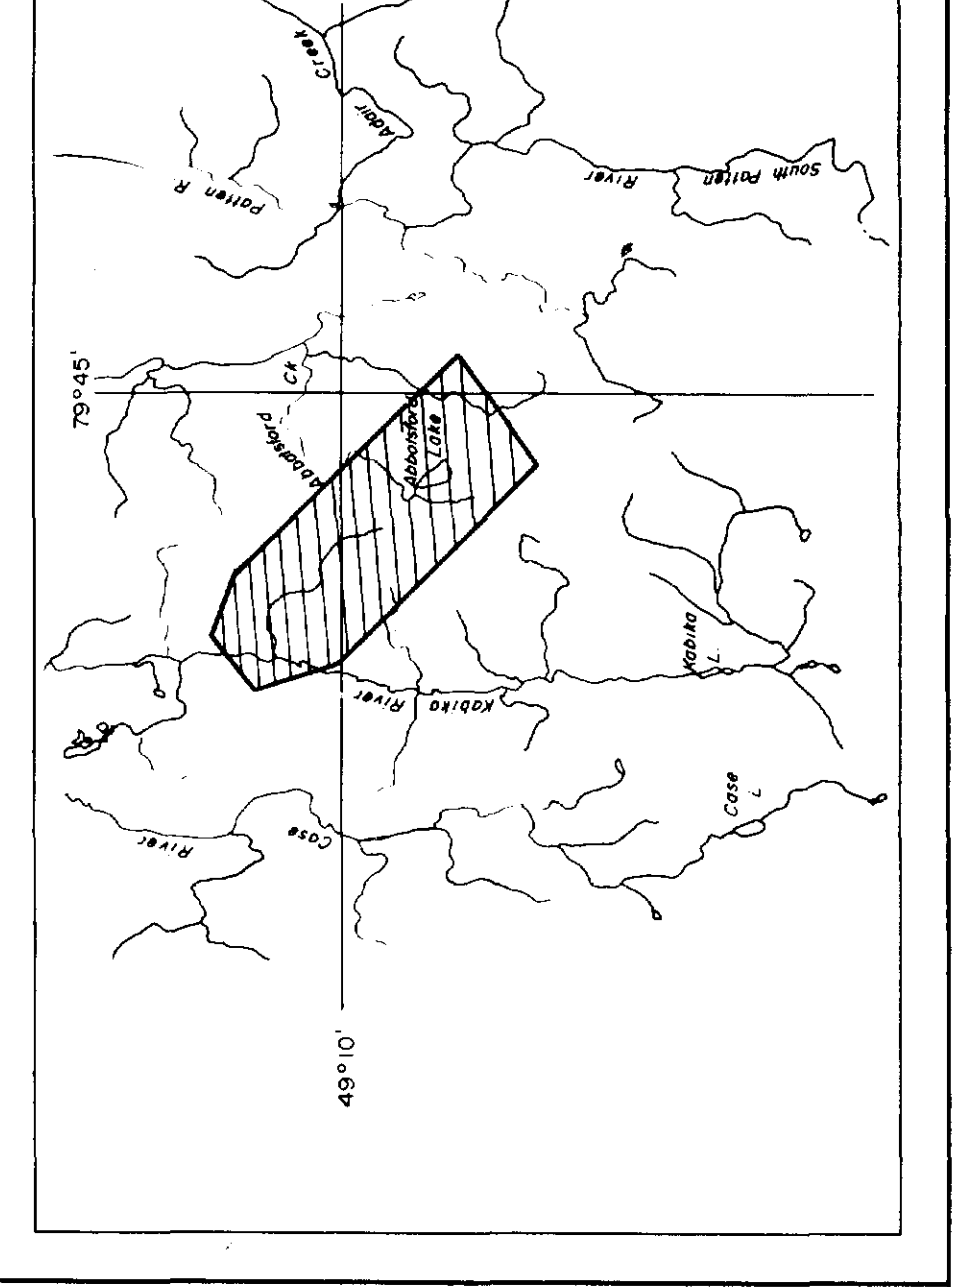 Creek
Adair
Patten R.
River
South Patten
79°45'
Ck
Abbotsford
Abbotsford
Lake
Kabika
L.
River
Kabika
Case
L
River
Case
49°10'